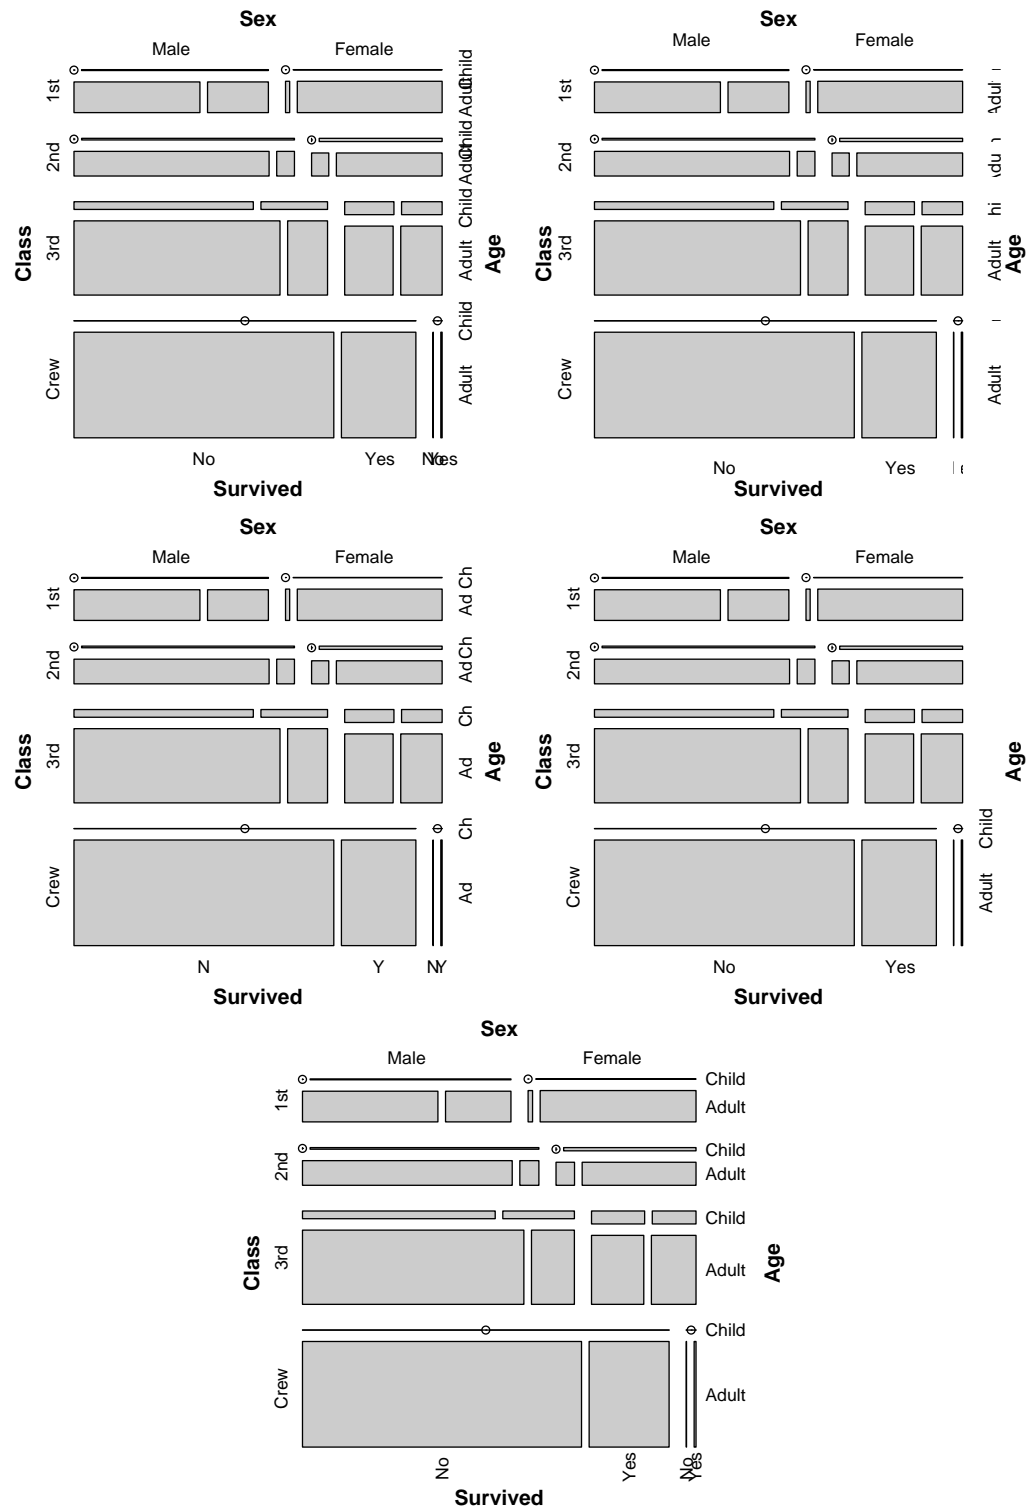 Sex
Male Female
1st Child
Adult
2nd Child
Adult
3rd Child
Adult
Class Age
Crew Child
Adult
No Yes No Yes
Survived
Sex
Male Female
1st
2nd
3rd Adult
Class Age
Crew Adult
No Yes
Survived
Sex
Male Female
1st Ch
Ad
2nd Ch
Ad
3rd Ch
Ad
Class Age
Crew Ch
Ad
N Y N Y
Survived
Sex
Male Female
1st
2nd
3rd
Class Age
Crew Child
Adult
No Yes
Survived
Sex
Male Female
1st Child
Adult
2nd Child
Adult
3rd Child
Adult
Class Age
Crew Child
Adult
No Yes No Yes
Survived